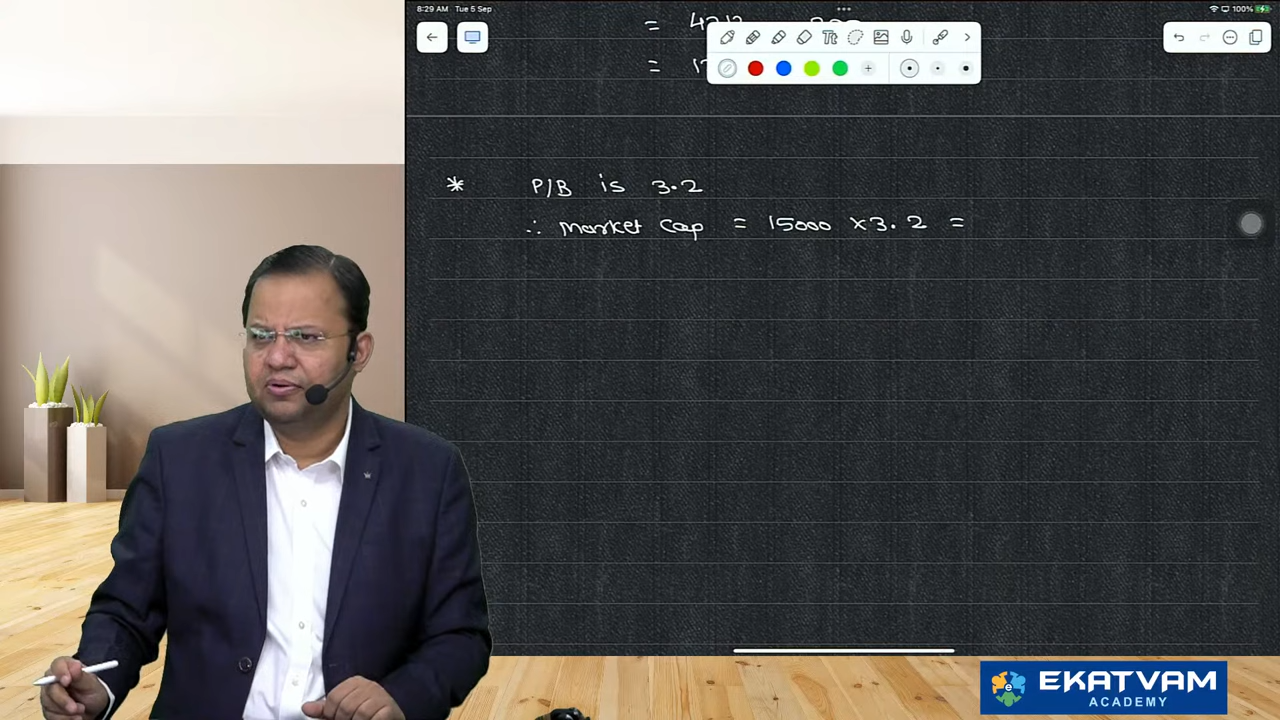 8:29 AM Tue 5 Sep
100%
=
=
* P/B is 3.2
∴ Market Cap = 15000 x 3.2 =
EKATVAM
ACADEMY